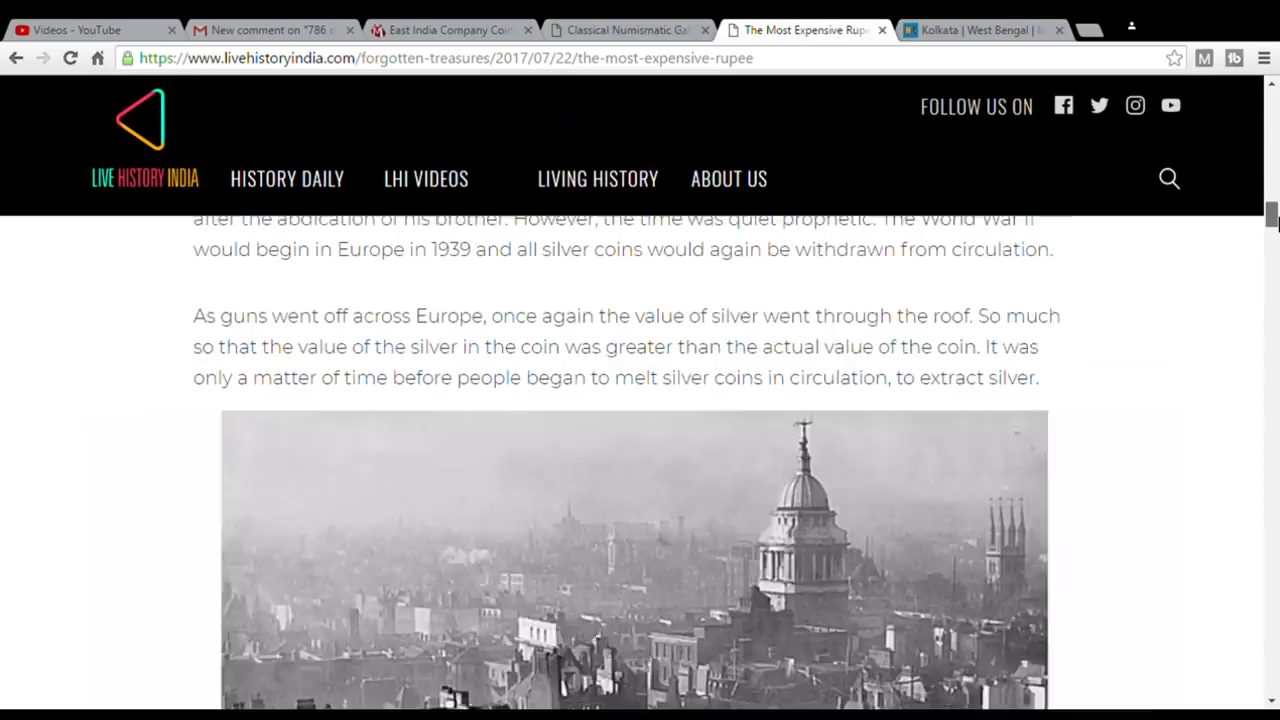 Videos - YouTube
New comment on "786 c
East India Company Coin
Classical Numismatic Gal
The Most Expensive Rupe
Kolkata | West Bengal |
https://www.livehistoryindia.com/forgotten-treasures/2017/07/22/the-most-expensive-rupee
FOLLOW US ON
LIVE HISTORY INDIA
HISTORY DAILY
LHI VIDEOS
LIVING HISTORY
ABOUT US
after the abdication of his brother. However, the time was quiet prophetic. The World War II
would begin in Europe in 1939 and all silver coins would again be withdrawn from circulation.
As guns went off across Europe, once again the value of silver went through the roof. So much
so that the value of the silver in the coin was greater than the actual value of the coin. It was
only a matter of time before people began to melt silver coins in circulation, to extract silver.